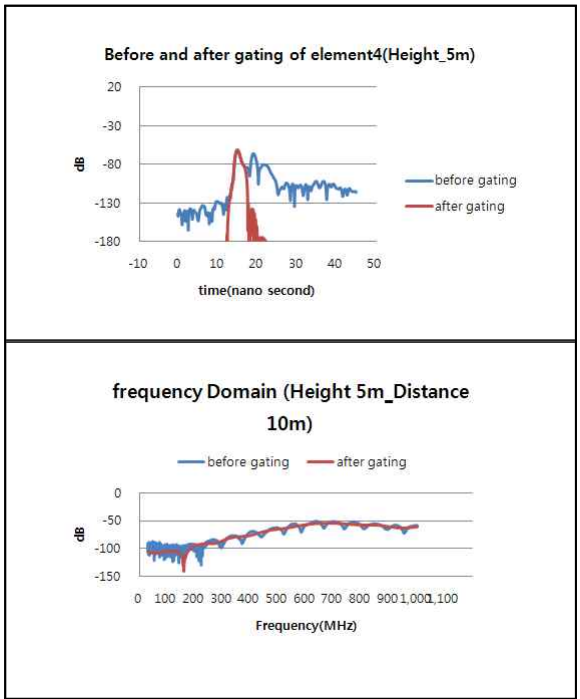 Before and after gating of element4(Height_5m)
20
-30
-80
-130
-180
dB
-10 0 10 20 30 40 50
time(nano second)
before gating
after gating
frequency Domain (Height 5m_Distance
10m)
before gating after gating
0
-50
-100
-150
dB
0 100 200 300 400 500 600 700 800 900 1,000 1,100
Frequency(MHz)